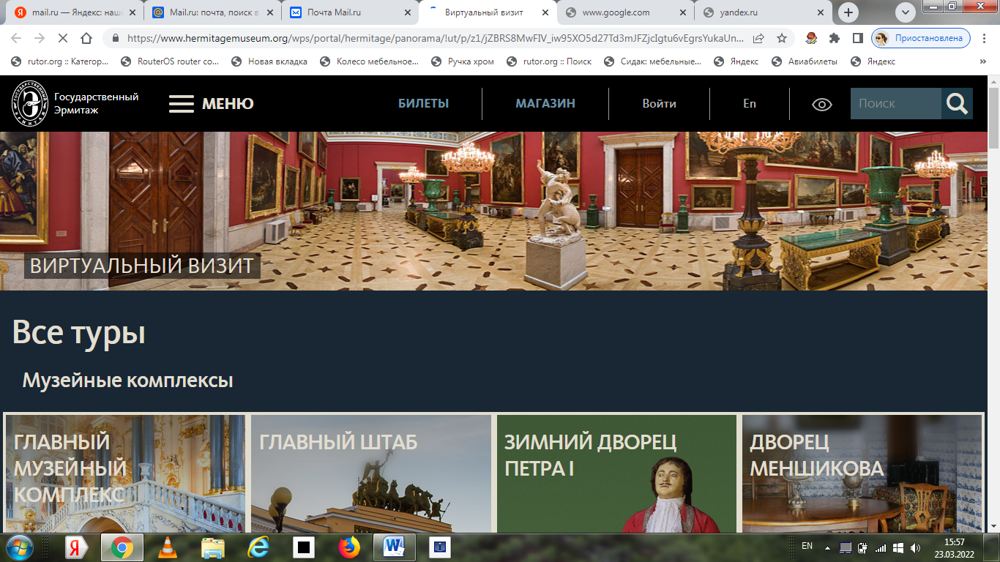 mail.ru — Яндекс: наш
Mail.ru: почта, поиск в
Почта Mail.ru
Виртуальный визит
www.google.com
yandex.ru
https://www.hermitagemuseum.org/wps/portal/hermitage/panorama/!ut/p/z1/jZBRS8MwFIV_iw95XO5d27Td3mJFZjcIgtu6vEgrsYukaUn...
Приостановлена
rutor.org :: Категор...
RouterOS router co...
Новая вкладка
Колесо мебельное...
Ручка хром
rutor.org :: Поиск
Сидак: мебельные...
Яндекс
Авиабилеты
Яндекс
Государственный
Эрмитаж
МЕНЮ
БИЛЕТЫ
МАГАЗИН
Войти
En
Поиск
ВИРТУАЛЬНЫЙ ВИЗИТ
Все туры
Музейные комплексы
ГЛАВНЫЙ
МУЗЕЙНЫЙ
КОМПЛЕКС
ГЛАВНЫЙ ШТАБ
ЗИМНИЙ ДВОРЕЦ
ПЕТРА I
ДВОРЕЦ
МЕНШИКОВА
EN
15:57
23.03.2022